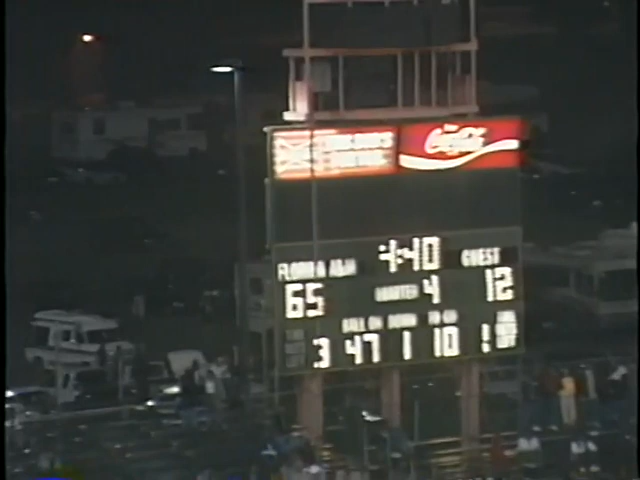 Coca-Cola
4:40
FLORIDA A&M GUEST
65 QUARTER 4 12
BALL ON DOWN TO GO
3 47 1 10 1